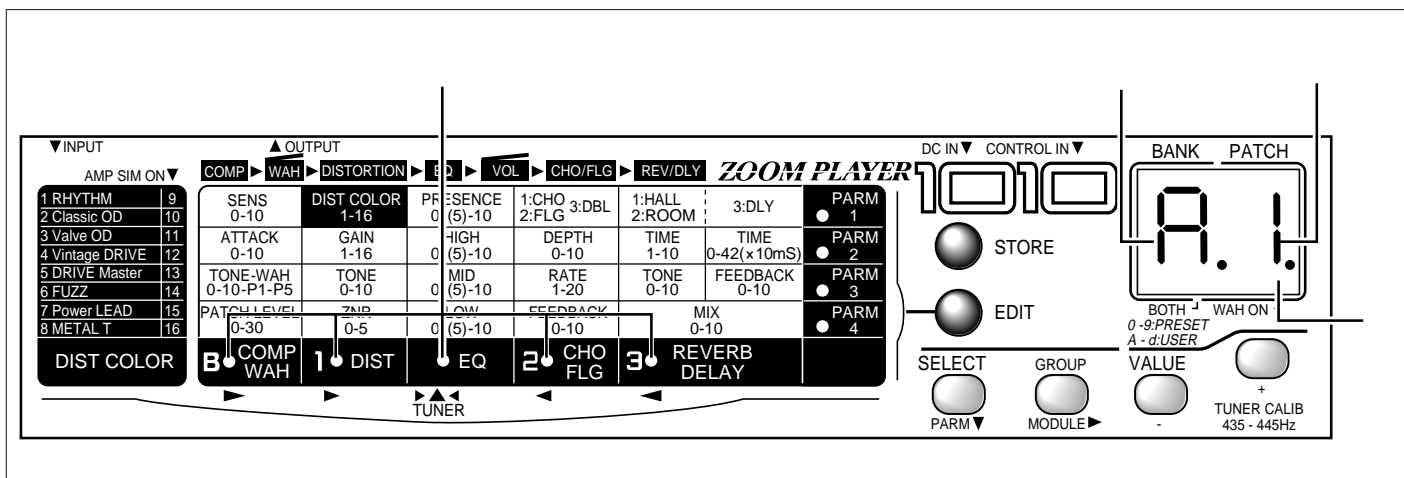 ▼INPUT ▲OUTPUT
AMP SIM ON▼
COMP ▶ WAH ▶ DISTORTION ▶ EQ ▶ VOL ▶ CHO/FLG ▶ REV/DLY ZOOM PLAYER 1010
DC IN▼ CONTROL IN▼
BANK PATCH
1 RHYTHM 9
2 Classic OD 10
3 Valve OD 11
4 Vintage DRIVE 12
5 DRIVE Master 13
6 FUZZ 14
7 Power LEAD 15
8 METAL T 16
DIST COLOR
SENS 0-10
DIST COLOR 1-16
PRESENCE 0 (5)-10
1:CHO 2:FLG 3:DBL
1:HALL 2:ROOM
3:DLY
PARM 1
ATTACK 0-10
GAIN 1-16
HIGH 0 (5)-10
DEPTH 0-10
TIME 1-10
TIME 0-42(x10mS)
PARM 2
TONE-WAH 0-10-P1-P5
TONE 0-10
MID 0 (5)-10
RATE 1-20
TONE 0-10
FEEDBACK 0-10
PARM 3
PATCH LEVEL 0-30
ZNR 0-5
LOW 0 (5)-10
FEEDBACK 0-10
MIX 0-10
PARM 4
B COMP WAH
1 DIST
EQ
2 CHO FLG
3 REVERB DELAY
▶ ▶ ▶▲◀ ◀ ◀
TUNER
STORE
EDIT
A. 1.
BOTH WAH ON
0 -9:PRESET
A - d:USER
SELECT GROUP VALUE
PARM▼ MODULE▶ - +
TUNER CALIB
435 - 445Hz